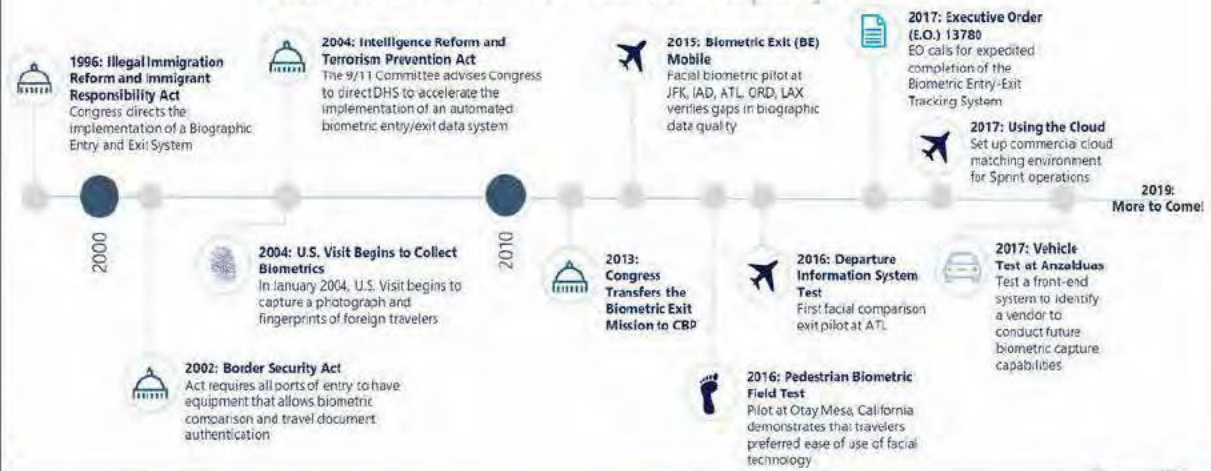 1996: Illegal Immigration
Reform and Immigrant
Responsibility Act
Congress directs the
implementation of a Biographic
Entry and Exit System
2004: Intelligence Reform and
Terrorism Prevention Act
The 9/11 Committee advises Congress
to direct DHS to accelerate the
implementation of an automated
biometric entry/exit data system
2015: Biometric Exit (BE)
Mobile
Facial biometric pilot at
JFK, IAD, ATL, ORD, LAX
verifies gaps in biographic
data quality
2017: Executive Order
(E.O.) 13780
EO calls for expedited
completion of the
Biometric Entry-Exit
Tracking System
2017: Using the Cloud
Set up commercial cloud
matching environment
for Sprint operations
2019:
More to Come!
2000
2010
2004: U.S. Visit Begins to Collect
Biometrics
In January 2004, U.S. Visit begins to
capture a photograph and
fingerprints of foreign travelers
2002: Border Security Act
Act requires all ports of entry to have
equipment that allows biometric
comparison and travel document
authentication
2013:
Congress
Transfers the
Biometric Exit
Mission to CBP
2016: Departure
Information System
Test
First facial comparison
exit pilot at ATL
2016: Pedestrian Biometric
Field Test
Pilot at Otay Mesa, California
demonstrates that travelers
preferred ease of use of facial
technology
2017: Vehicle
Test at Anzalduas
Test a front-end
system to identify
a vendor to
conduct future
biometric capture
capabilities